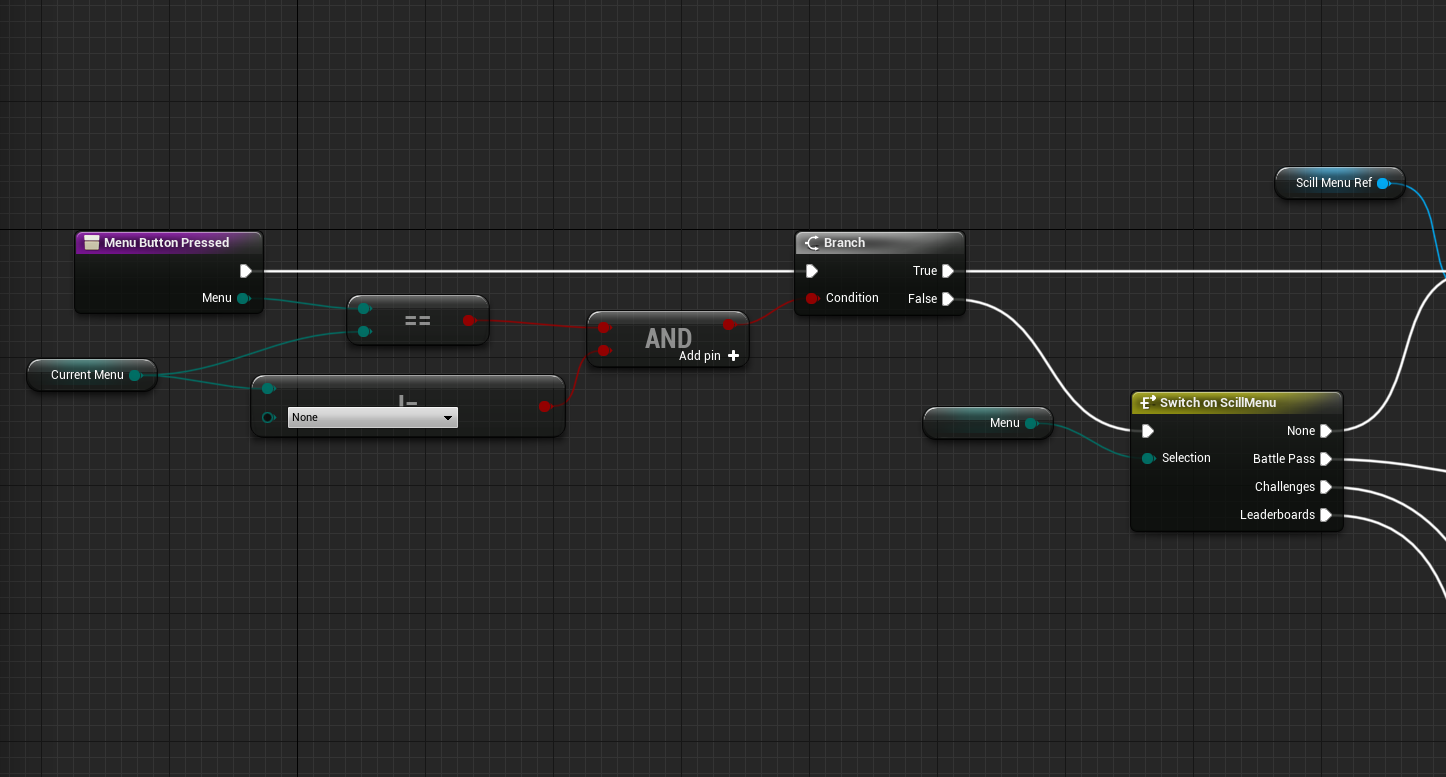 Scill Menu Ref
Menu Button Pressed
Menu
Branch
True
Condition
False
==
AND
Add pin
Current Menu
!=
None
Menu
Switch on ScillMenu
None
Selection
Battle Pass
Challenges
Leaderboards